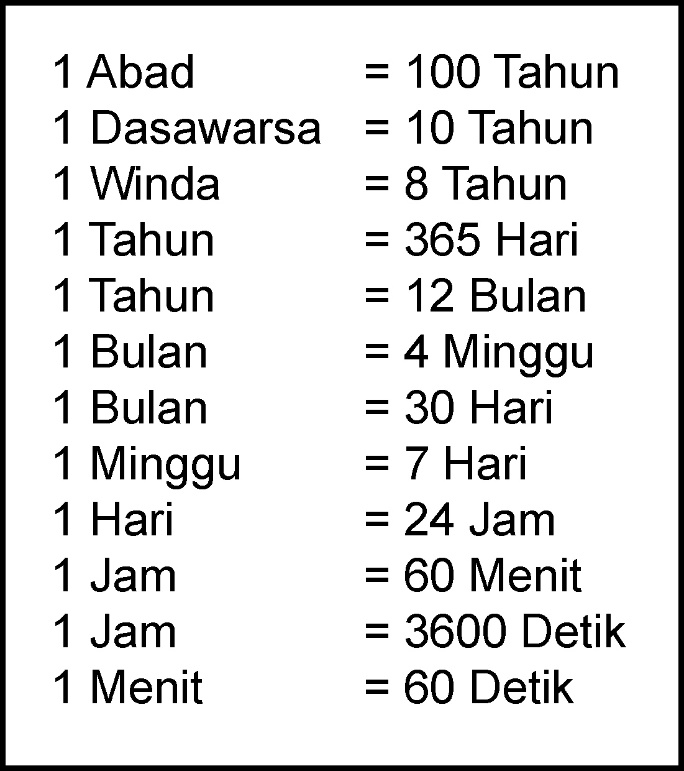 1 Abad = 100 Tahun
1 Dasawarsa = 10 Tahun
1 Winda = 8 Tahun
1 Tahun = 365 Hari
1 Tahun = 12 Bulan
1 Bulan = 4 Minggu
1 Bulan = 30 Hari
1 Minggu = 7 Hari
1 Hari = 24 Jam
1 Jam = 60 Menit
1 Jam = 3600 Detik
1 Menit = 60 Detik